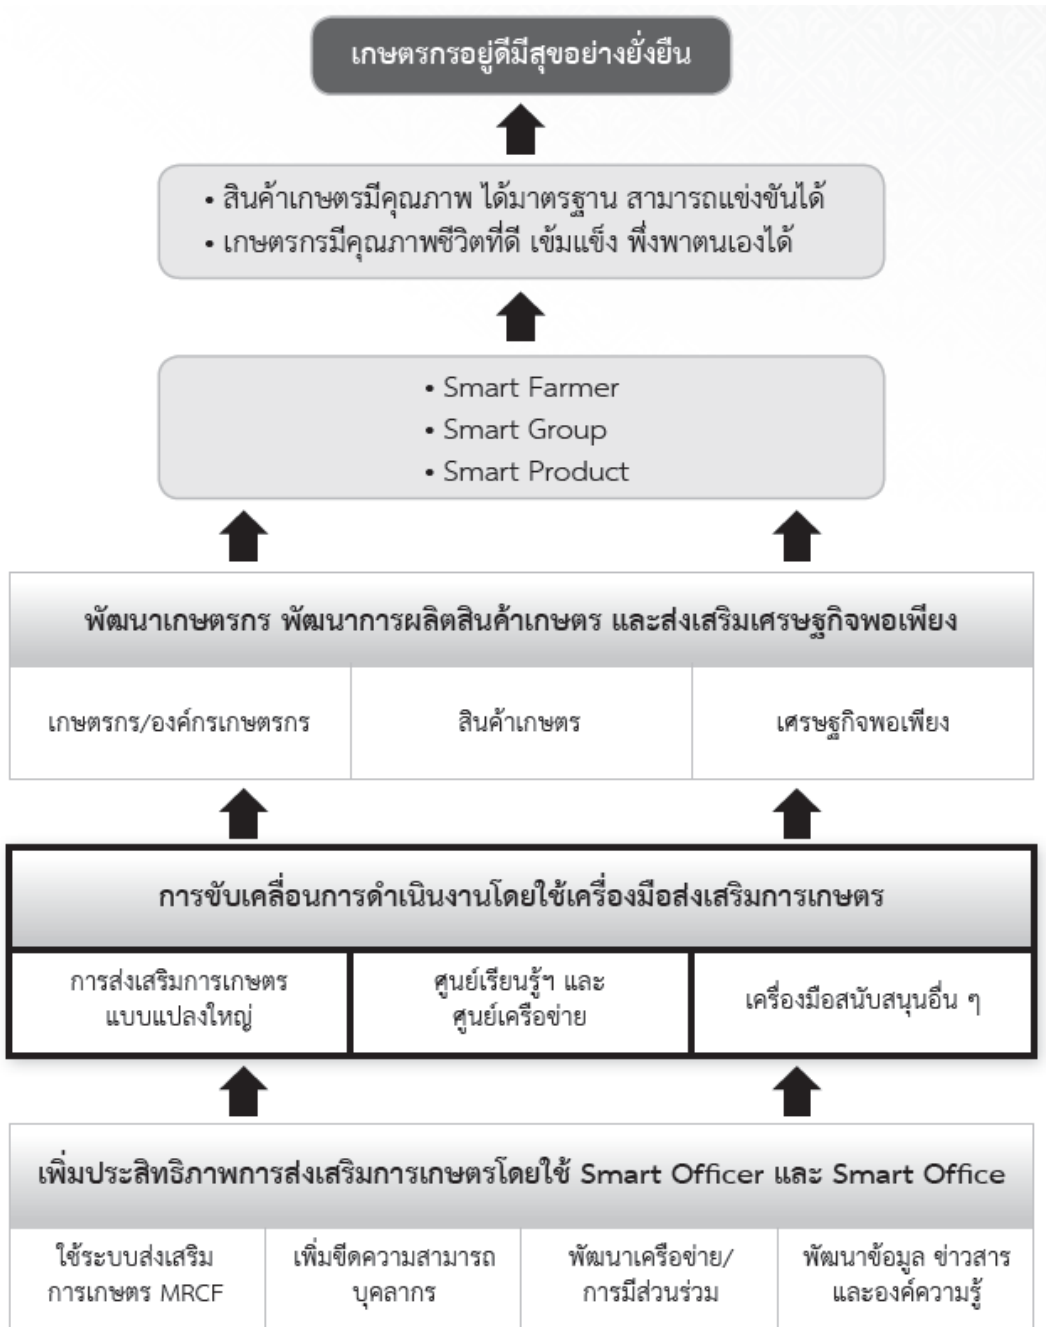 เกษตรกรอยู่ดีมีสุขอย่างยั่งยืน
• สินค้าเกษตรมีคุณภาพ ได้มาตรฐาน สามารถแข่งขันได้
• เกษตรกรมีคุณภาพชีวิตที่ดี เข้มแข็ง พึ่งพาตนเองได้
• Smart Farmer
• Smart Group
• Smart Product
พัฒนาเกษตรกร พัฒนาการผลิตสินค้าเกษตร และส่งเสริมเศรษฐกิจพอเพียง
เกษตรกร/องค์กรเกษตรกร
สินค้าเกษตร
เศรษฐกิจพอเพียง
การขับเคลื่อนการดำเนินงานโดยใช้เครื่องมือส่งเสริมการเกษตร
การส่งเสริมการเกษตร
แบบแปลงใหญ่
ศูนย์เรียนรู้ฯ และ
ศูนย์เครือข่าย
เครื่องมือสนับสนุนอื่น ๆ
เพิ่มประสิทธิภาพการส่งเสริมการเกษตรโดยใช้ Smart Officer และ Smart Office
ใช้ระบบส่งเสริม
การเกษตร MRCF
เพิ่มขีดความสามารถ
บุคลากร
พัฒนาเครือข่าย/
การมีส่วนร่วม
พัฒนาข้อมูล ข่าวสาร
และองค์ความรู้